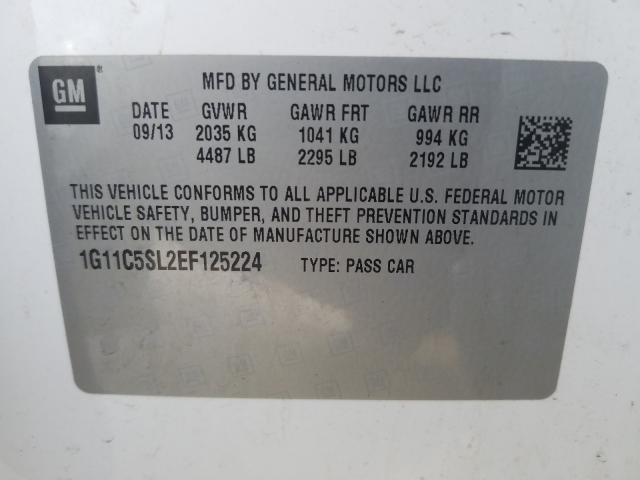 GM ®
MFD BY GENERAL MOTORS LLC
DATE GVWR GAWR FRT GAWR RR
09/13 2035 KG 1041 KG 994 KG
4487 LB 2295 LB 2192 LB
THIS VEHICLE CONFORMS TO ALL APPLICABLE U.S. FEDERAL MOTOR
VEHICLE SAFETY, BUMPER, AND THEFT PREVENTION STANDARDS IN
EFFECT ON THE DATE OF MANUFACTURE SHOWN ABOVE.
1G11C5SL2EF125224 TYPE: PASS CAR